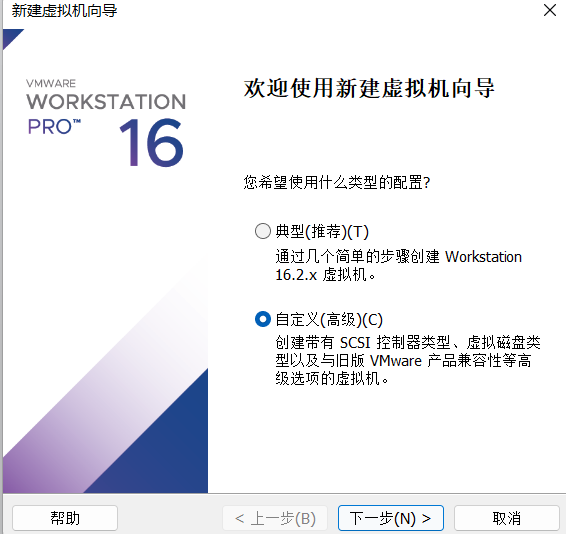 新建虚拟机向导
VMWARE
WORKSTATION
PRO™ 16
欢迎使用新建虚拟机向导
您希望使用什么类型的配置?
典型(推荐)(T)
通过几个简单的步骤创建 Workstation
16.2.x 虚拟机。
自定义(高级)(C)
创建带有 SCSI 控制器类型、虚拟磁盘类
型以及与旧版 VMware 产品兼容性等高
级选项的虚拟机。
帮助
< 上一步(B)
下一步(N) >
取消